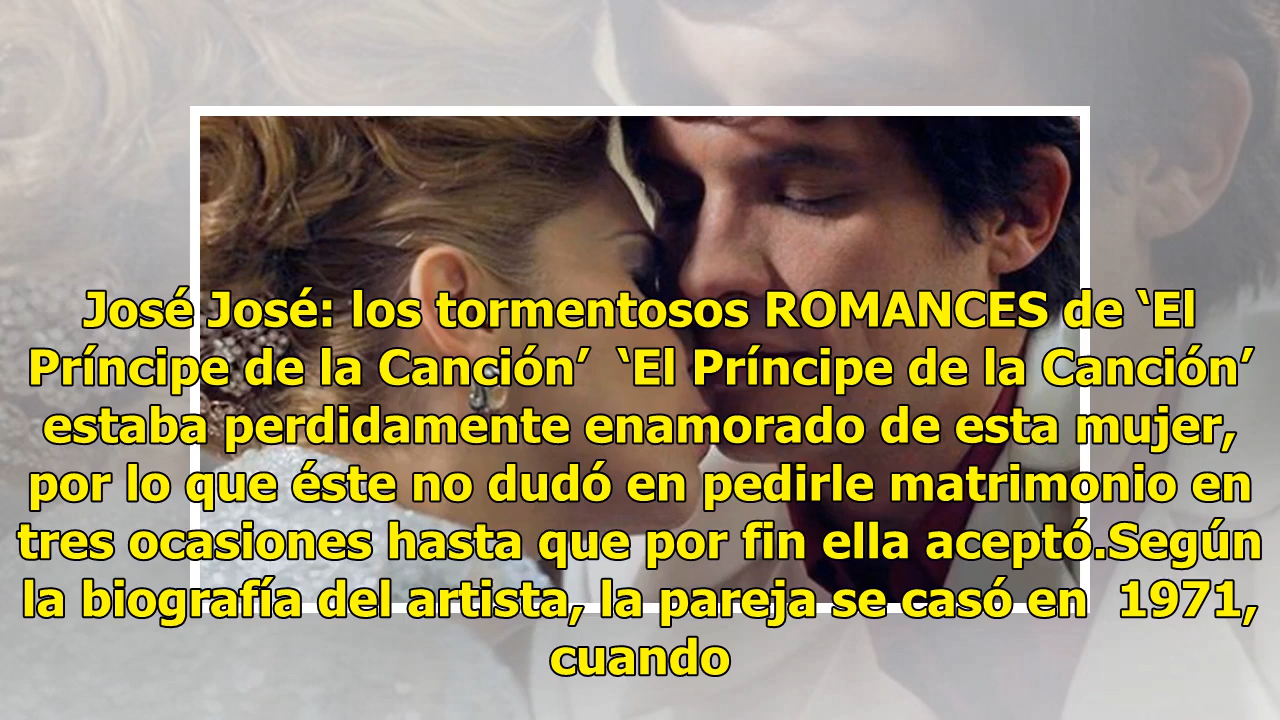 José José: los tormentosos ROMANCES de ‘El
Príncipe de la Canción’  ‘El Príncipe de la Canción’
estaba perdidamente enamorado de esta mujer,
por lo que éste no dudó en pedirle matrimonio en
tres ocasiones hasta que por fin ella aceptó.Según
la biografía del artista, la pareja se casó en  1971,
cuando